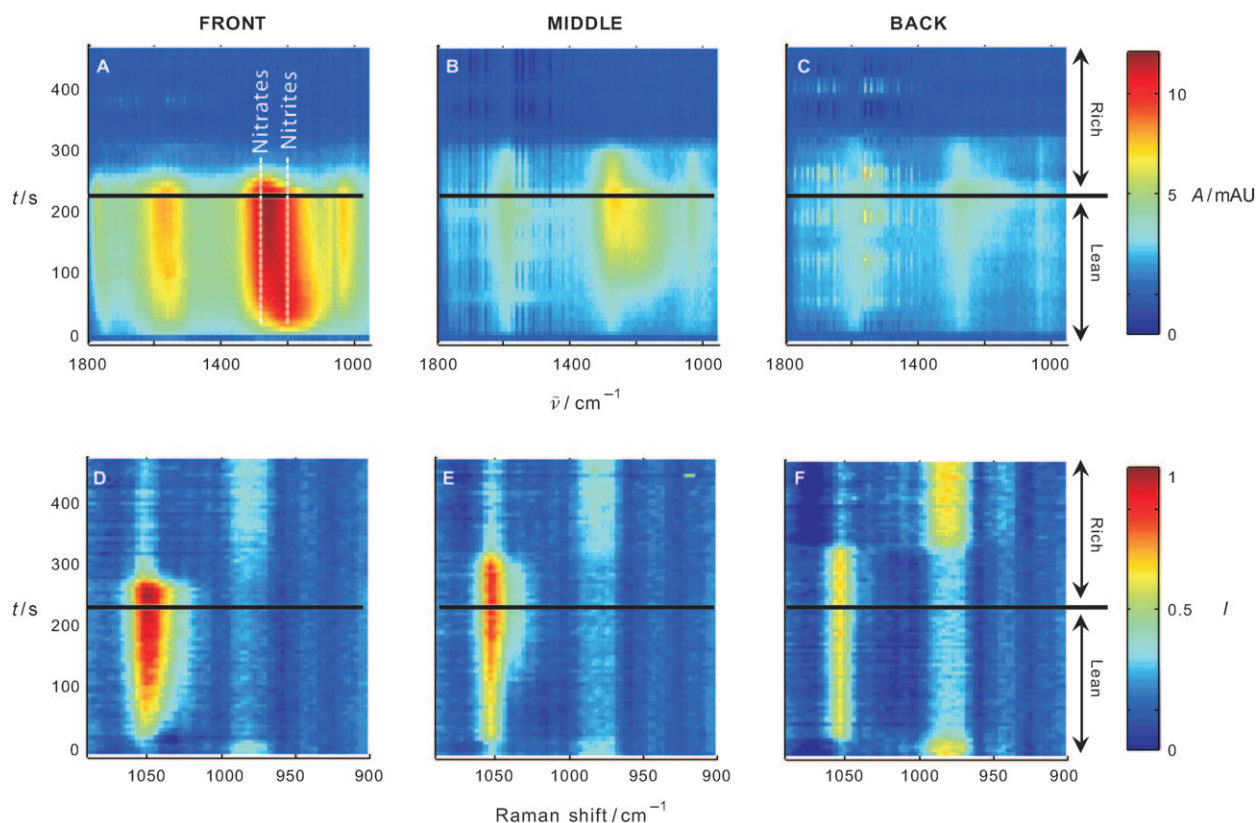 FRONT MIDDLE BACK
A B C
Nitrates
Nitrites
400
300
t/s
200
100
0
1800 1400 1000 1800 1400 1000 1800 1400 1000
Rich
Lean
10
5
0
A/mAU
ν̃ / cm⁻¹
D E F
400
300
t/s
200
100
0
1050 1000 950 900 1050 1000 950 900 1050 1000 950 900
Rich
Lean
1
0.5
0
I
Raman shift / cm⁻¹